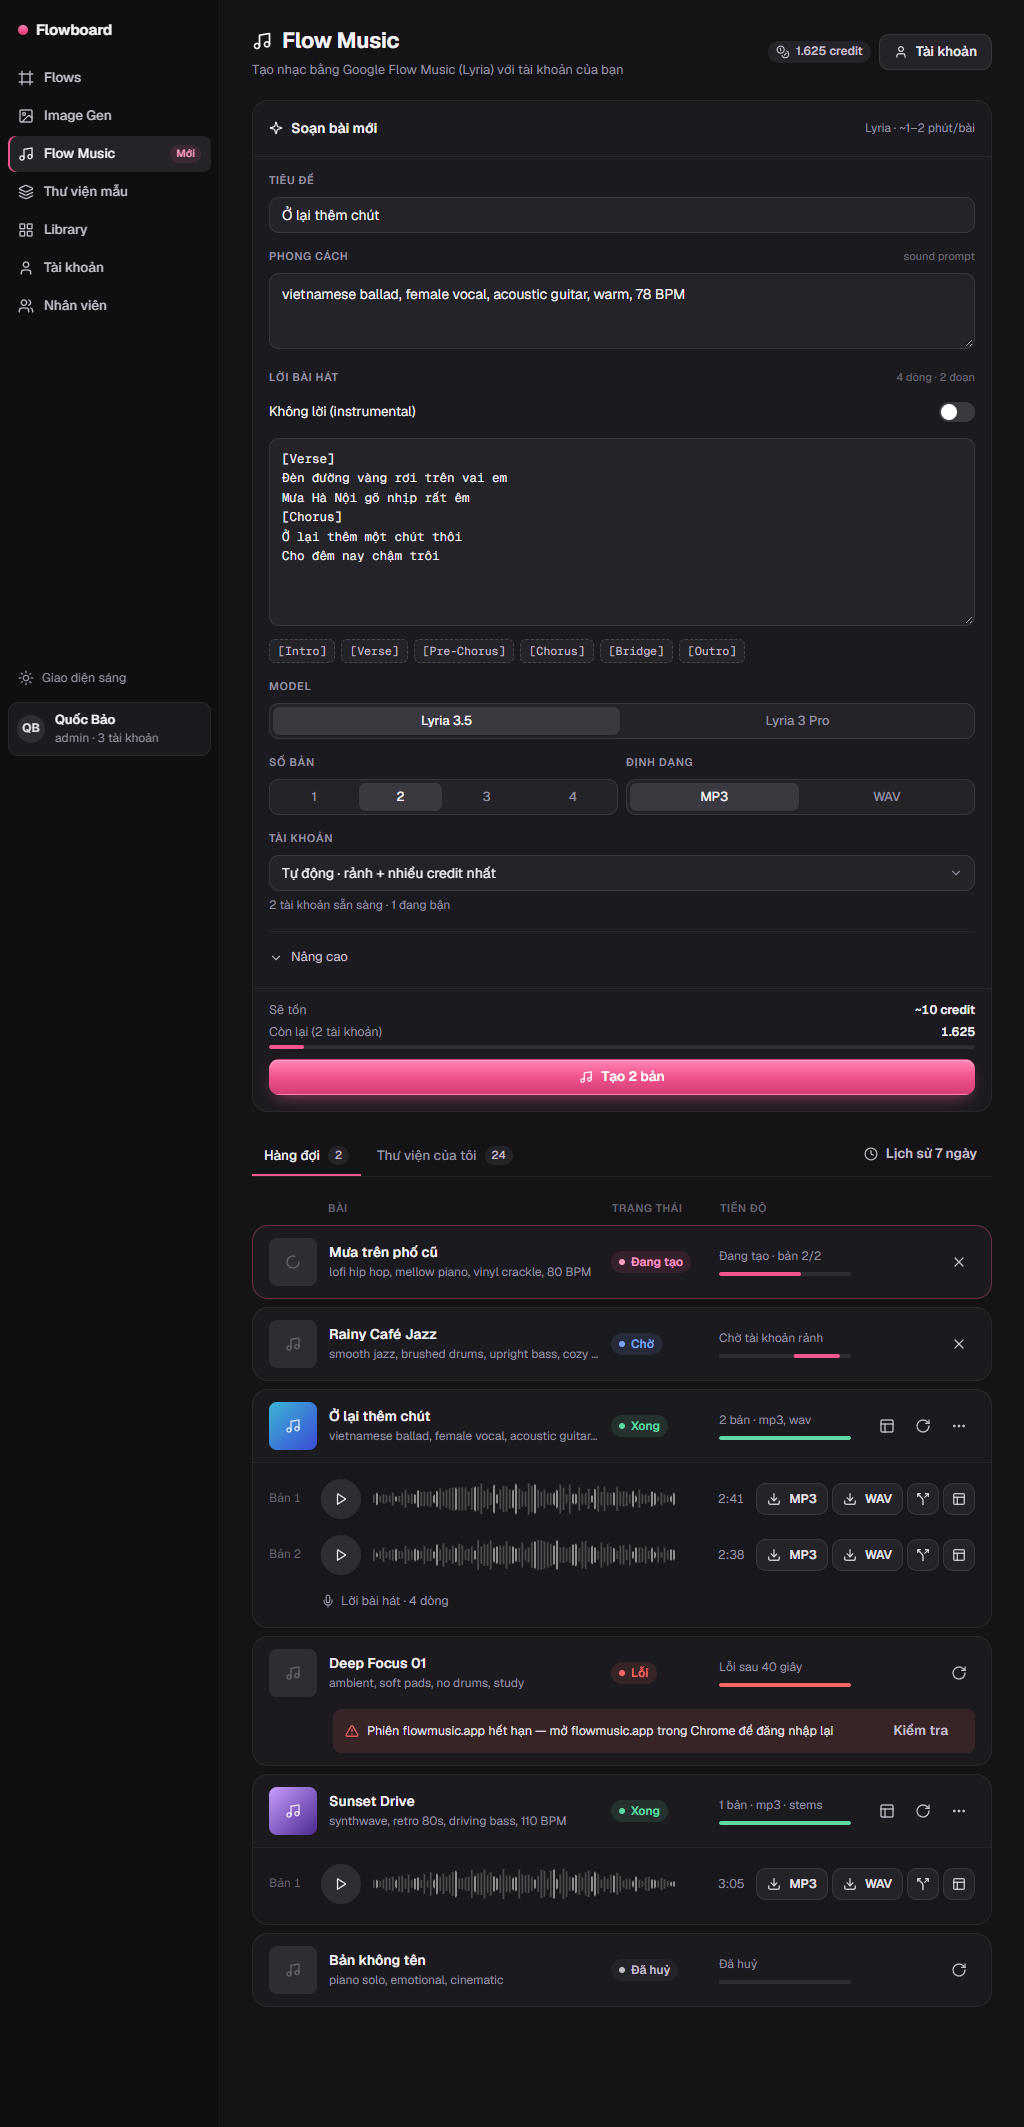 Flowboard
Flows
Image Gen
Flow Music
Mới
Thư viện mẫu
Library
Tài khoản
Nhân viên
Giao diện sáng
QB
Quốc Bảo
admin · 3 tài khoản
Flow Music
Tạo nhạc bằng Google Flow Music (Lyria) với tài khoản của bạn
1.625 credit
Tài khoản
Soạn bài mới
Lyria · ~1–2 phút/bài
TIÊU ĐỀ
Ở lại thêm chút
PHONG CÁCH
sound prompt
vietnamese ballad, female vocal, acoustic guitar, warm, 78 BPM
LỜI BÀI HÁT
4 dòng · 2 đoạn
Không lời (instrumental)
[Verse]
Đèn đường vàng rơi trên vai em
Mưa Hà Nội gõ nhịp rất êm
[Chorus]
Ở lại thêm một chút thôi
Cho đêm nay chậm trôi
[Intro]
[Verse]
[Pre-Chorus]
[Chorus]
[Bridge]
[Outro]
MODEL
Lyria 3.5
Lyria 3 Pro
SỐ BẢN
ĐỊNH DẠNG
1
2
3
4
MP3
WAV
TÀI KHOẢN
Tự động · rảnh + nhiều credit nhất
2 tài khoản sẵn sàng · 1 đang bận
Nâng cao
Sẽ tốn
~10 credit
Còn lại (2 tài khoản)
1.625
Tạo 2 bản
Hàng đợi
2
Thư viện của tôi
24
Lịch sử 7 ngày
BÀI
TRẠNG THÁI
TIẾN ĐỘ
Mưa trên phố cũ
lofi hip hop, mellow piano, vinyl crackle, 80 BPM
Đang tạo
Đang tạo · bản 2/2
Rainy Café Jazz
smooth jazz, brushed drums, upright bass, cozy ...
Chờ
Chờ tài khoản rảnh
Ở lại thêm chút
vietnamese ballad, female vocal, acoustic guitar...
Xong
2 bản · mp3, wav
Bản 1
2:41
MP3
WAV
Bản 2
2:38
MP3
WAV
Lời bài hát · 4 dòng
Deep Focus 01
ambient, soft pads, no drums, study
Lỗi
Lỗi sau 40 giây
Phiên flowmusic.app hết hạn — mở flowmusic.app trong Chrome để đăng nhập lại
Kiểm tra
Sunset Drive
synthwave, retro 80s, driving bass, 110 BPM
Xong
1 bản · mp3 · stems
Bản 1
3:05
MP3
WAV
Bản không tên
piano solo, emotional, cinematic
Đã huỷ
Đã huỷ